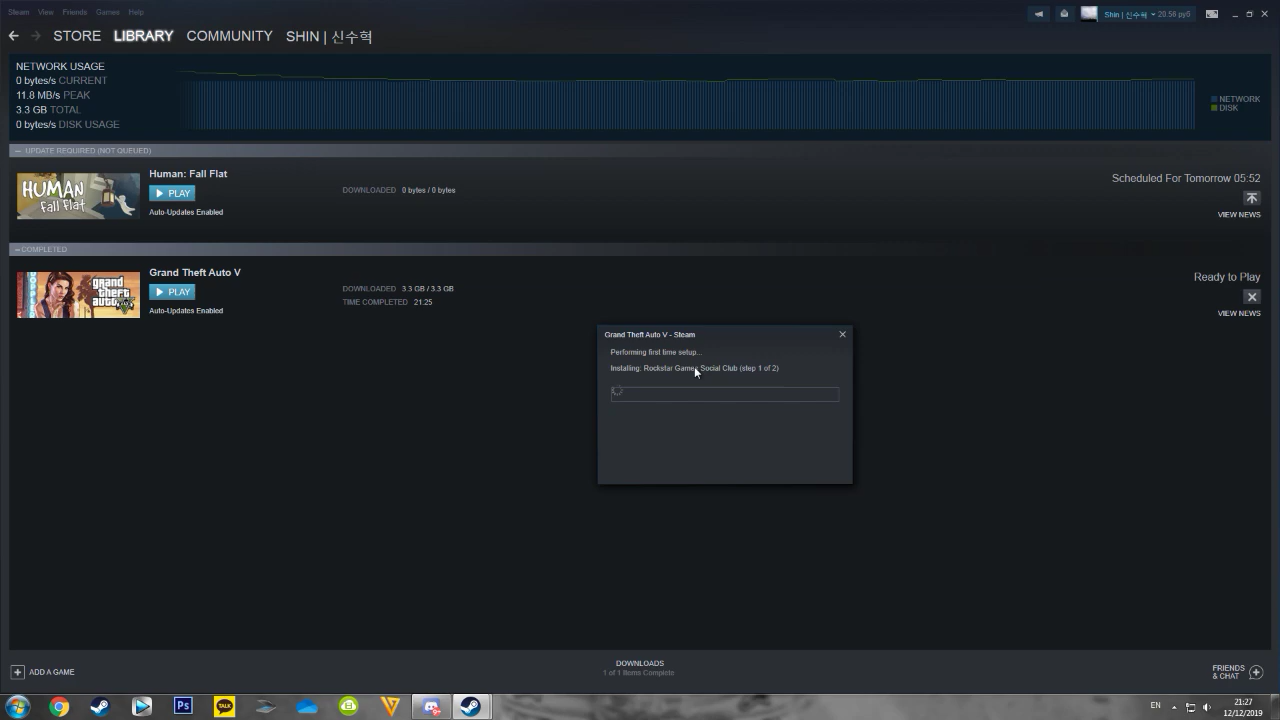 Steam View Friends Games Help
Shin | 신수혁 20.58 руб
STORE LIBRARY COMMUNITY SHIN | 신수혁
NETWORK USAGE
0 bytes/s CURRENT
11.8 MB/s PEAK
3.3 GB TOTAL
0 bytes/s DISK USAGE
NETWORK
DISK
UPDATE REQUIRED (NOT QUEUED)
HUMAN
fall flat
Human: Fall Flat
PLAY
Auto-Updates Enabled
DOWNLOADED 0 bytes / 0 bytes
Scheduled For Tomorrow 05:52
VIEW NEWS
COMPLETED
grand
theft
auto
Grand Theft Auto V
PLAY
Auto-Updates Enabled
DOWNLOADED 3.3 GB / 3.3 GB
TIME COMPLETED 21:25
Ready to Play
VIEW NEWS
Grand Theft Auto V - Steam
Performing first time setup...
Installing: Rockstar Games Social Club (step 1 of 2)
ADD A GAME
DOWNLOADS
1 of 1 Items Complete
FRIENDS
& CHAT
Ps
TALK
EN
21:27
12/12/2019